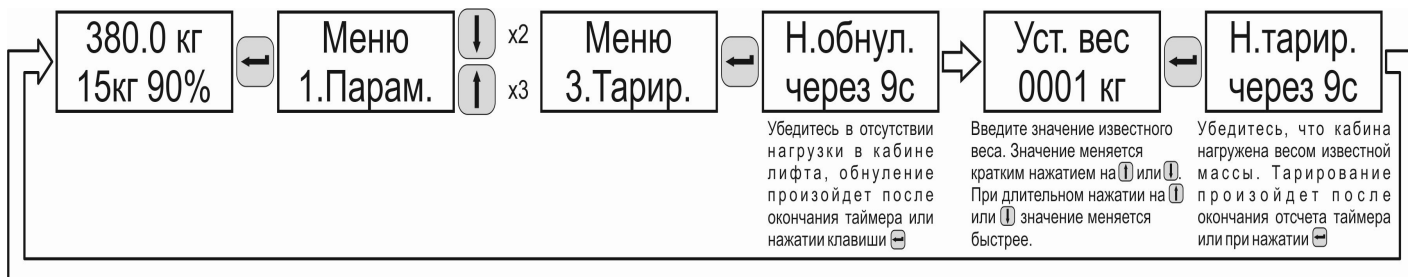 380.0 кг
15кг 90%
Меню
1.Парам.
x2
x3
Меню
3.Тарир.
Н.обнул.
через 9с
Уст. вес
0001 кг
Н.тарир.
через 9с
Убедитесь в отсутствии
нагрузки в кабине
лифта, обнуление
произойдет после
окончания таймера или
нажатии клавиши
Введите значение известного
веса. Значение меняется
кратким нажатием на или .
При длительном нажатии на
или значение меняется
быстрее.
Убедитесь, что кабина
нагружена весом известной
массы. Тарирование
произойдет после
окончания отсчета таймера
или при нажатии